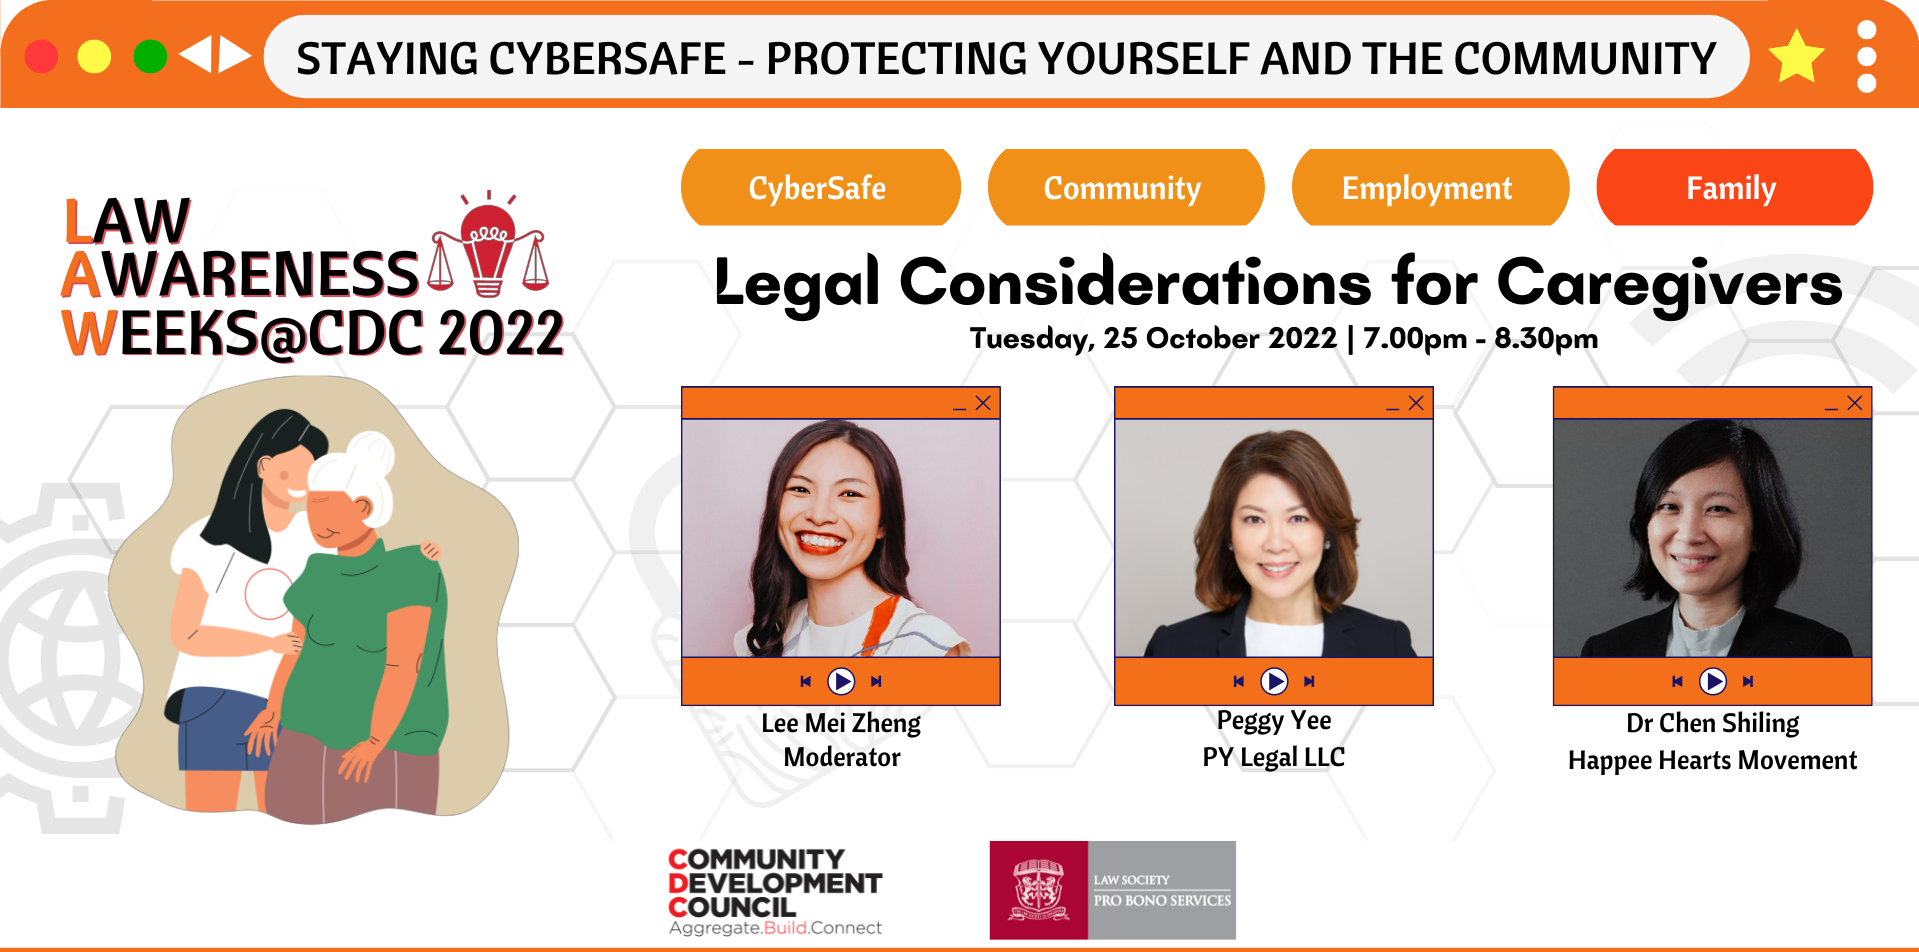 STAYING CYBERSAFE - PROTECTING YOURSELF AND THE COMMUNITY
LAW
AWARENESS
WEEKS@CDC 2022
CyberSafe
Community
Employment
Family
Legal Considerations for Caregivers
Tuesday, 25 October 2022 | 7.00pm - 8.30pm
Lee Mei Zheng
Moderator
Peggy Yee
PY Legal LLC
Dr Chen Shiling
Happee Hearts Movement
COMMUNITY
DEVELOPMENT
COUNCIL
Aggregate.Build.Connect
LAW SOCIETY
PRO BONO SERVICES